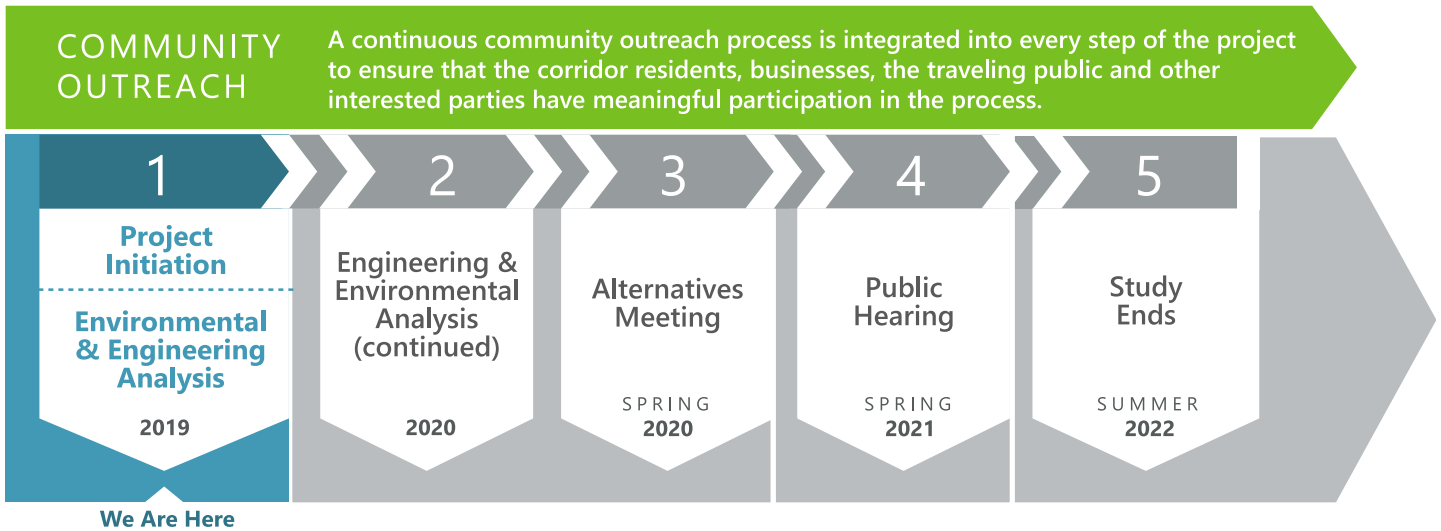 COMMUNITY
OUTREACH
A continuous community outreach process is integrated into every step of the project
to ensure that the corridor residents, businesses, the traveling public and other
interested parties have meaningful participation in the process.
1
Project
Initiation
Environmental
& Engineering
Analysis
2019
We Are Here
2
Engineering &
Environmental
Analysis
(continued)
2020
3
Alternatives
Meeting
SPRING
2020
4
Public
Hearing
SPRING
2021
5
Study
Ends
SUMMER
2022